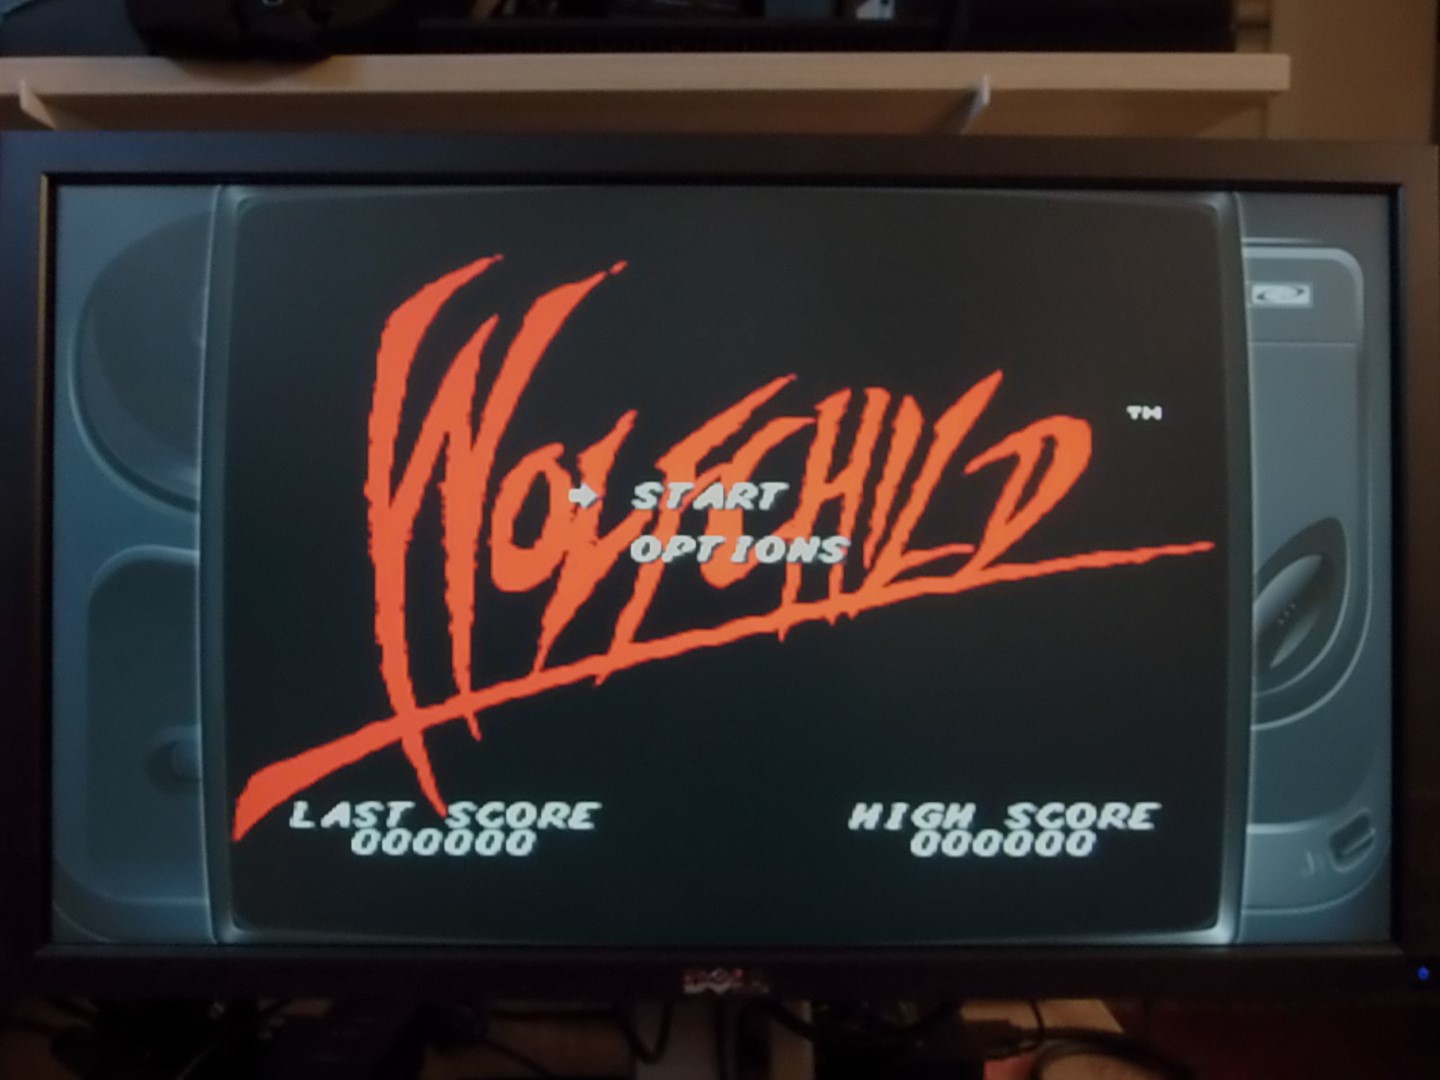 WOLFCHILD
TM
START
OPTIONS
LAST SCORE
000000
HIGH SCORE
000000
DELL